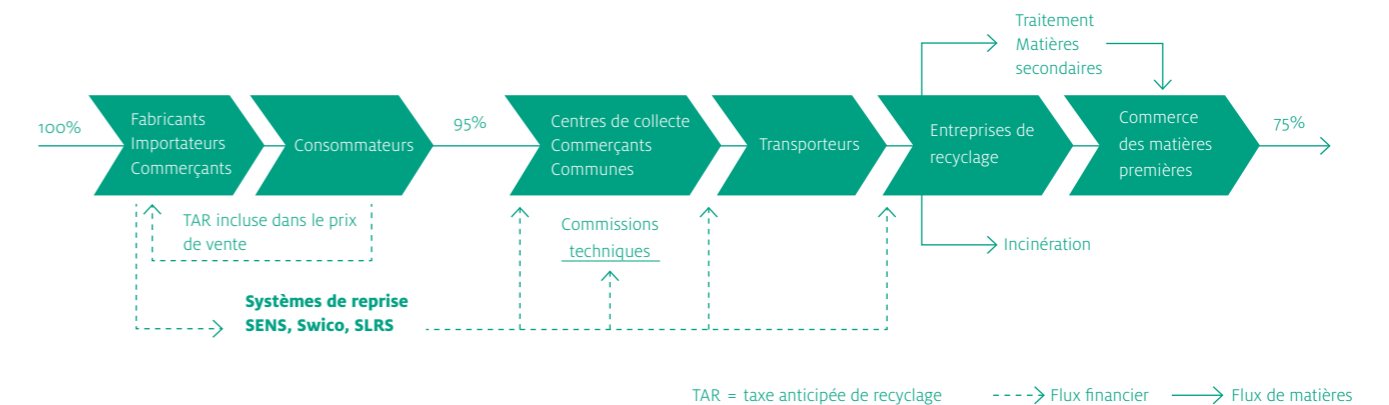 100%
Fabricants
Importateurs
Commerçants
Consommateurs
95%
Centres de collecte
Commerçants
Communes
Transporteurs
Entreprises de
recyclage
Traitement
Matières
secondaires
Commerce
des matières
premières
75%
TAR incluse dans le prix
de vente
Commissions
techniques
Incinération
Systèmes de reprise
SENS, Swico, SLRS
TAR = taxe anticipée de recyclage
Flux financier
Flux de matières